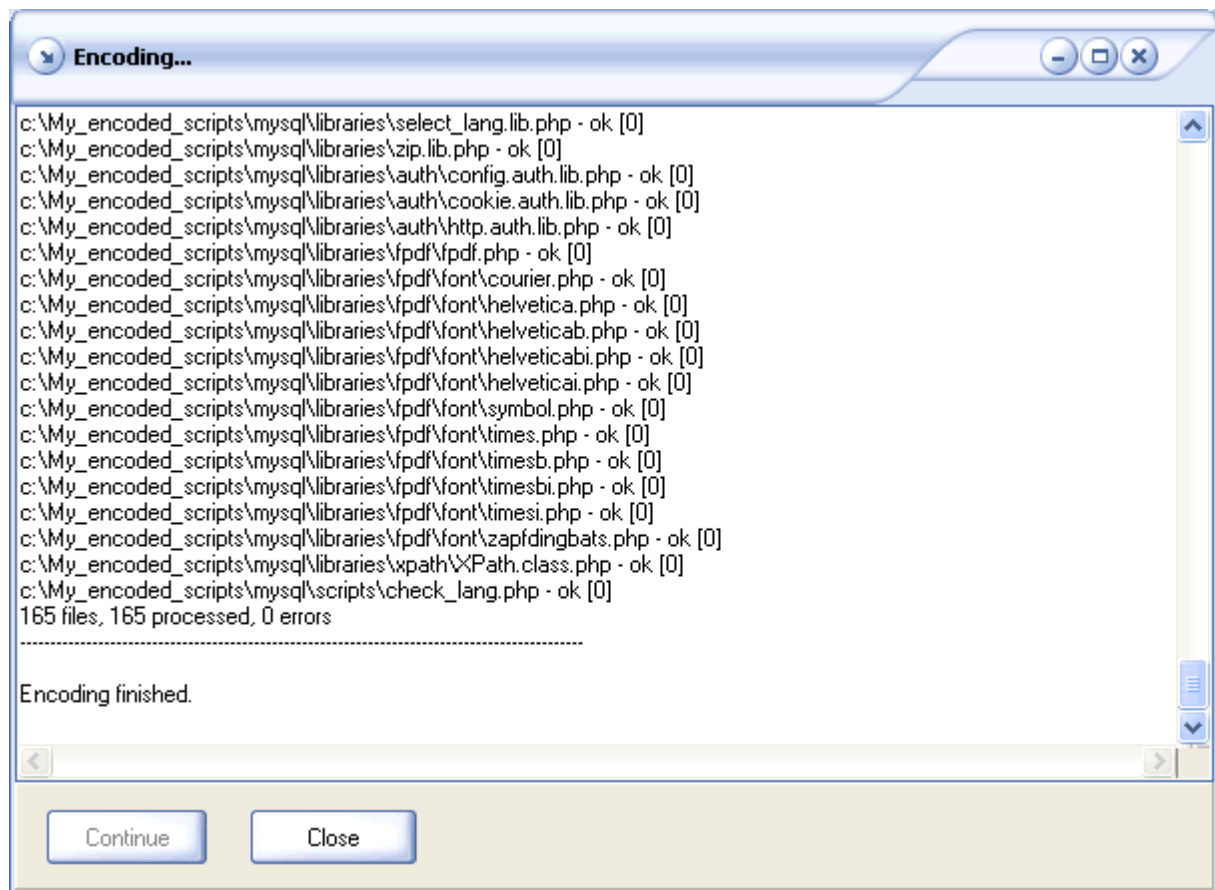 Encoding...
c:\My_encoded_scripts\mysql\libraries\select_lang.lib.php - ok [0]
c:\My_encoded_scripts\mysql\libraries\zip.lib.php - ok [0]
c:\My_encoded_scripts\mysql\libraries\auth\config.auth.lib.php - ok [0]
c:\My_encoded_scripts\mysql\libraries\auth\cookie.auth.lib.php - ok [0]
c:\My_encoded_scripts\mysql\libraries\auth\http.auth.lib.php - ok [0]
c:\My_encoded_scripts\mysql\libraries\fpdf\fpdf.php - ok [0]
c:\My_encoded_scripts\mysql\libraries\fpdf\font\courier.php - ok [0]
c:\My_encoded_scripts\mysql\libraries\fpdf\font\helvetica.php - ok [0]
c:\My_encoded_scripts\mysql\libraries\fpdf\font\helveticab.php - ok [0]
c:\My_encoded_scripts\mysql\libraries\fpdf\font\helveticabi.php - ok [0]
c:\My_encoded_scripts\mysql\libraries\fpdf\font\helveticai.php - ok [0]
c:\My_encoded_scripts\mysql\libraries\fpdf\font\symbol.php - ok [0]
c:\My_encoded_scripts\mysql\libraries\fpdf\font\times.php - ok [0]
c:\My_encoded_scripts\mysql\libraries\fpdf\font\timesb.php - ok [0]
c:\My_encoded_scripts\mysql\libraries\fpdf\font\timesbi.php - ok [0]
c:\My_encoded_scripts\mysql\libraries\fpdf\font\timesi.php - ok [0]
c:\My_encoded_scripts\mysql\libraries\fpdf\font\zapfdingbats.php - ok [0]
c:\My_encoded_scripts\mysql\libraries\xpath\XPath.class.php - ok [0]
c:\My_encoded_scripts\mysql\scripts\check_lang.php - ok [0]
165 files, 165 processed, 0 errors
-----------------------------------------------------------------------------------------------
Encoding finished.
Continue
Close